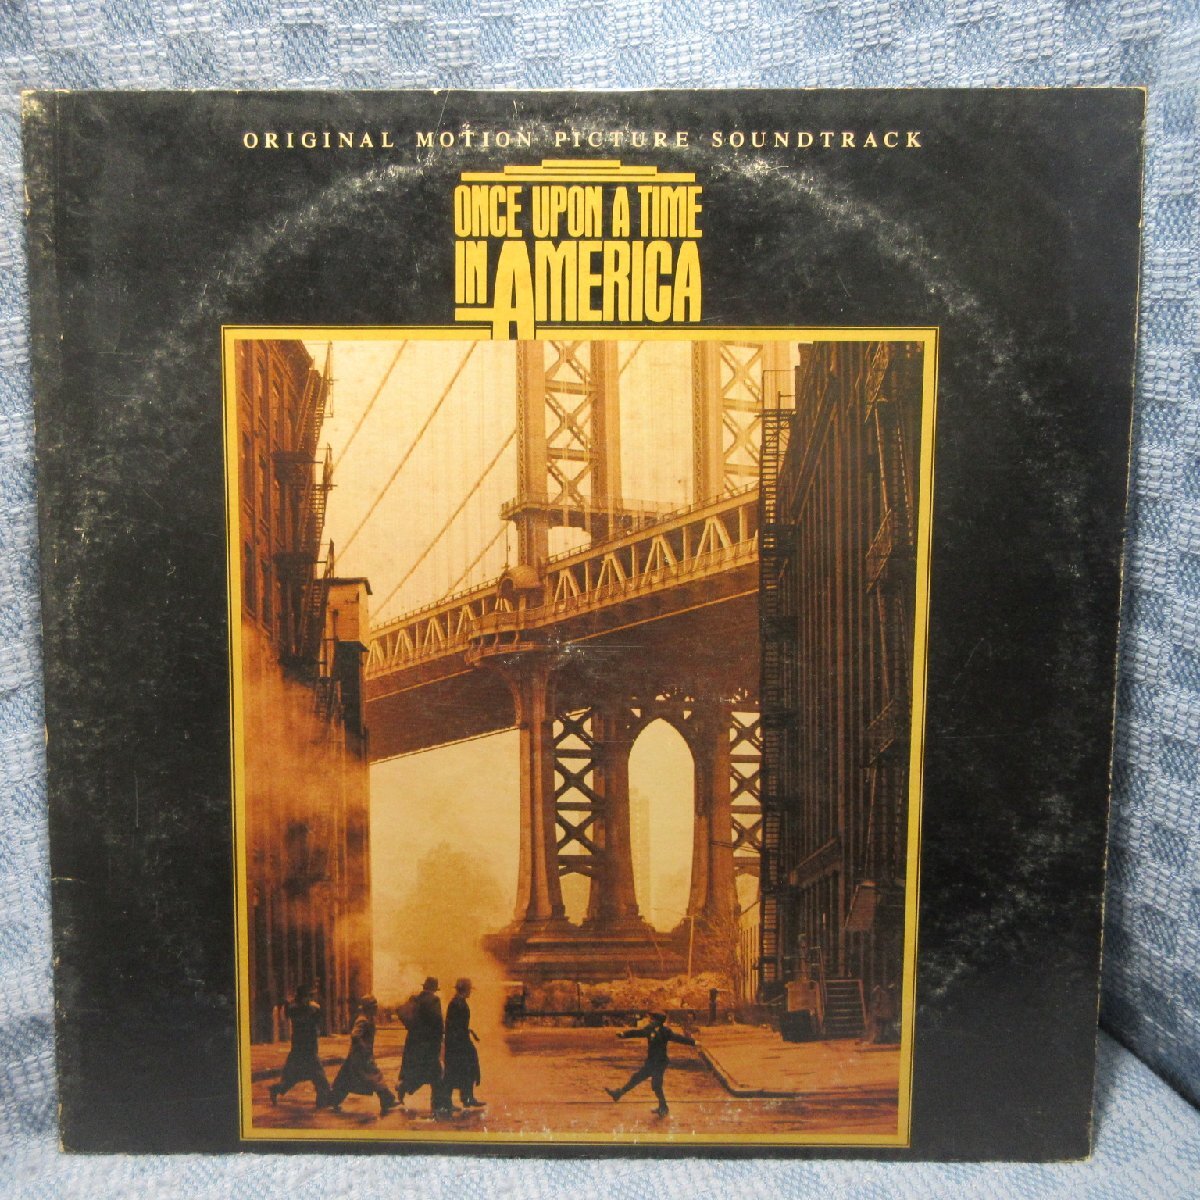 ORIGINAL MOTION PICTURE SOUNDTRACK
ONCE UPON A TIME
IN AMERICA